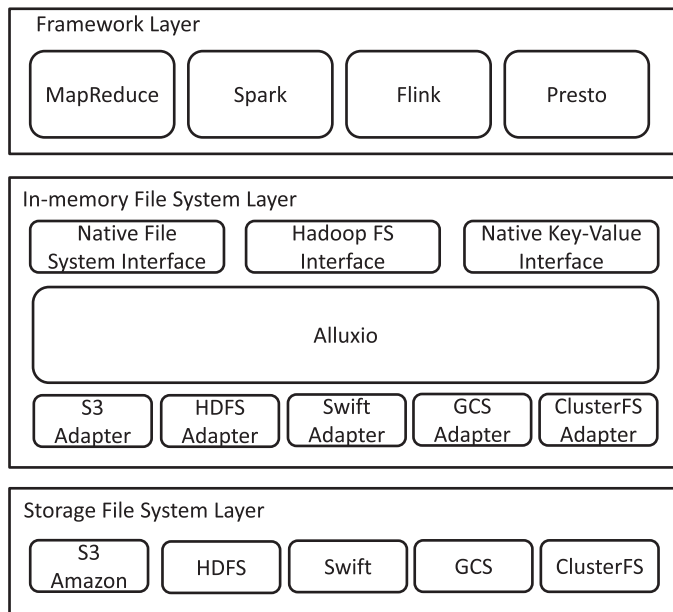 Framework Layer
MapReduce
Spark
Flink
Presto
In-memory File System Layer
Native File
System Interface
Hadoop FS
Interface
Native Key-Value
Interface
Alluxio
S3
Adapter
HDFS
Adapter
Swift
Adapter
GCS
Adapter
ClusterFS
Adapter
Storage File System Layer
S3
Amazon
HDFS
Swift
GCS
ClusterFS